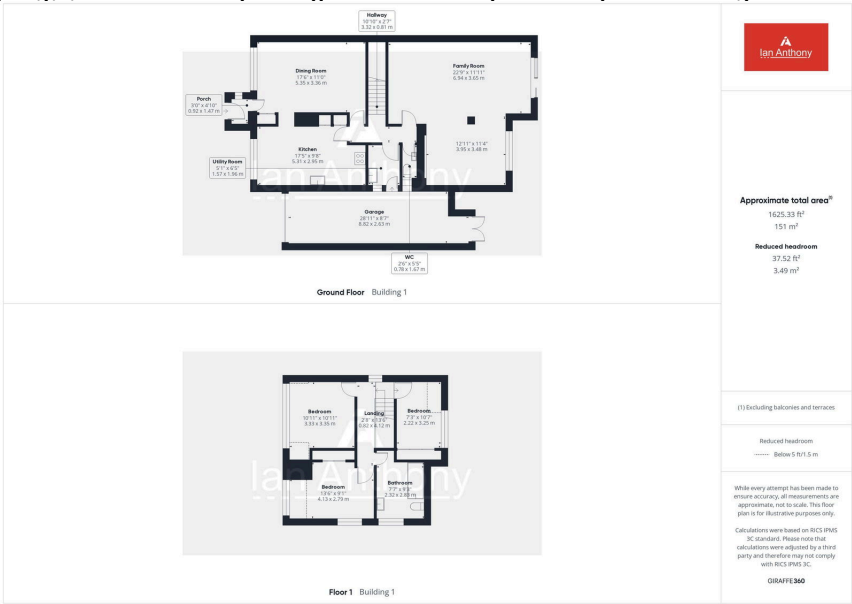 Hallway
10'10" x 2'7"
3.32 x 0.81 m
Dining Room
17'6" x 11'0"
5.35 x 3.36 m
Family Room
22'9" x 11'11"
6.94 x 3.65 m
Porch
3'0" x 4'10"
0.92 x 1.47 m
Kitchen
17'5" x 9'8"
5.31 x 2.95 m
12'11" x 11'4"
3.95 x 3.48 m
Utility Room
5'1" x 6'5"
1.57 x 1.96 m
Ian Anthony
Garage
28'11" x 8'7"
8.82 x 2.63 m
WC
2'6" x 5'5"
0.78 x 1.67 m
Ground Floor Building 1
Bedroom
10'11" x 10'11"
3.33 x 3.35 m
Landing
2'8" x 13'6"
0.82 x 4.12 m
Bedroom
7'3" x 10'7"
2.22 x 3.25 m
Ian Anthony
Bedroom
13'6" x 9'1"
4.13 x 2.79 m
Bathroom
7'7" x 9'3"
2.32 x 2.83 m
Floor 1 Building 1
Ian Anthony
Approximate total area(1)
1625.33 ft²
151 m²
Reduced headroom
37.52 ft²
3.49 m²
(1) Excluding balconies and terraces
Reduced headroom
Below 5 ft/1.5 m
While every attempt has been made to
ensure accuracy, all measurements are
approximate, not to scale. This floor
plan is for illustrative purposes only.
Calculations were based on RICS IPMS
3C standard. Please note that
calculations were adjusted by a third
party and therefore may not comply
with RICS IPMS 3C.
GIRAFFE360